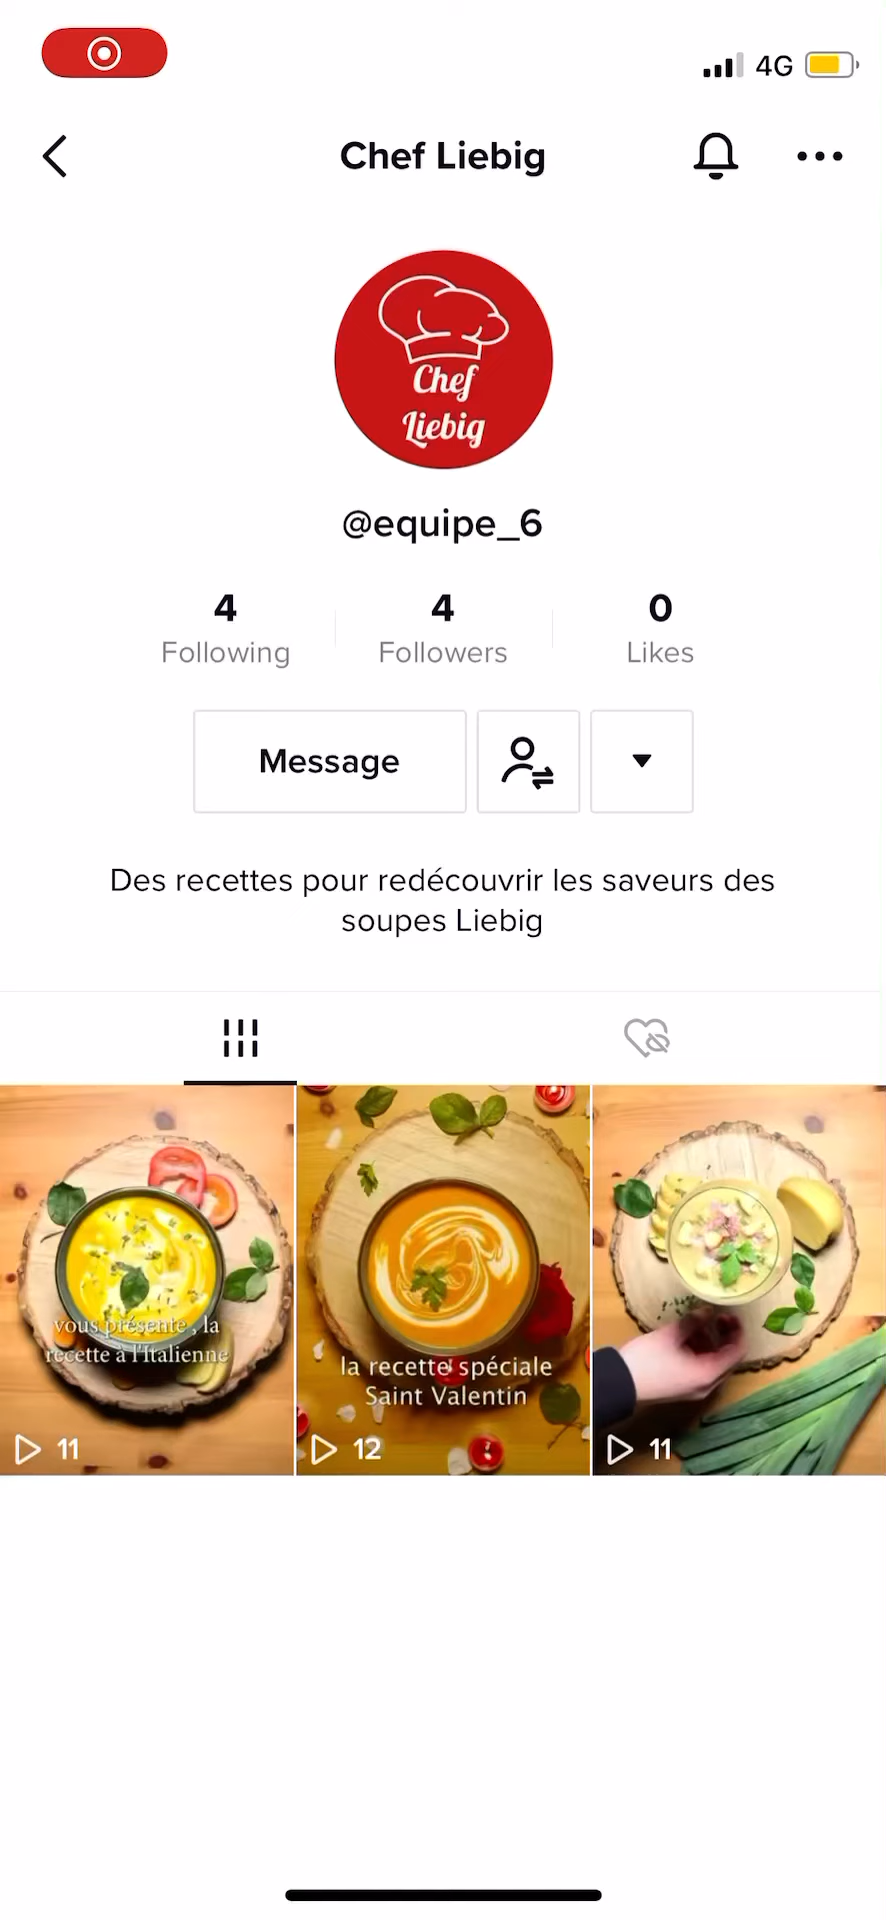 4G
Chef Liebig
Chef
Liebig
@equipe_6
4
Following
4
Followers
0
Likes
Message
Des recettes pour redécouvrir les saveurs des
soupes Liebig
vous présente , la
recette à l'Italienne
11
la recette spéciale
Saint Valentin
12
11